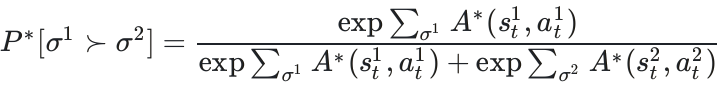 P^*[\sigma^1 \succ \sigma^2] = \frac{\exp \sum_{\sigma^1} A^*(s_t^1, a_t^1)}{\exp \sum_{\sigma^1} A^*(s_t^1, a_t^1) + \exp \sum_{\sigma^2} A^*(s_t^2, a_t^2)}